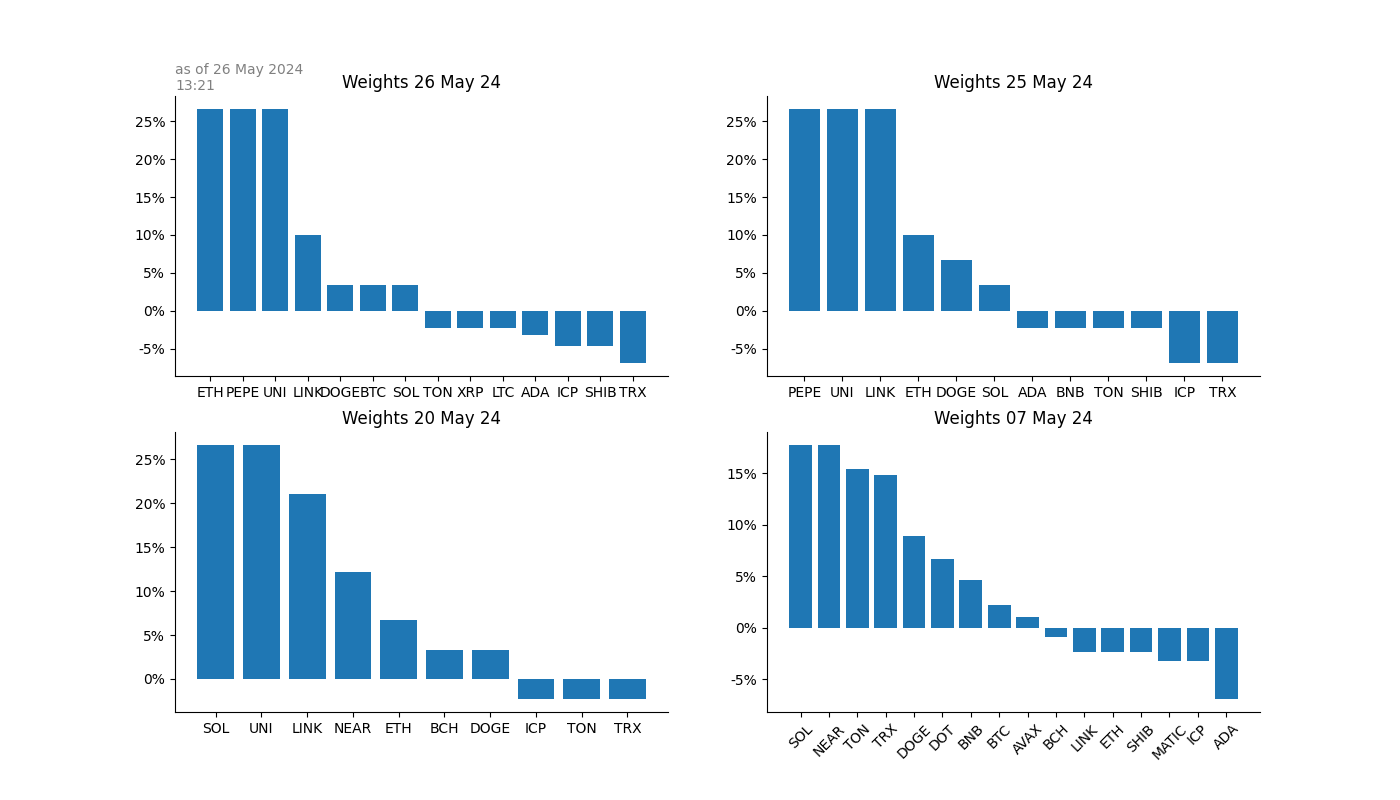 as of 26 May 2024
13:21
Weights 26 May 24
25%
20%
15%
10%
5%
0%
-5%
ETH PEPE UNI LINK DOGE BTC SOL TON XRP LTC ADA ICP SHIB TRX
Weights 25 May 24
25%
20%
15%
10%
5%
0%
-5%
PEPE UNI LINK ETH DOGE SOL ADA BNB TON SHIB ICP TRX
Weights 20 May 24
25%
20%
15%
10%
5%
0%
SOL UNI LINK NEAR ETH BCH DOGE ICP TON TRX
Weights 07 May 24
15%
10%
5%
0%
-5%
SOL NEAR TON TRX DOGE DOT BNB BTC AVAX BCH LINK ETH SHIB MATIC ICP ADA